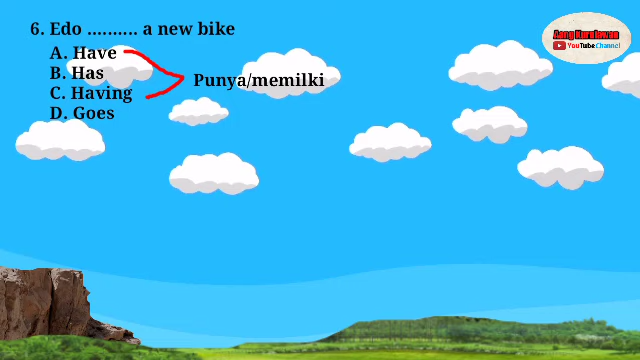 6. Edo .......... a new bike
A. Have
B. Has
C. Having
D. Goes
Punya/memilki
Aang Kurniawan
YouTube Channel